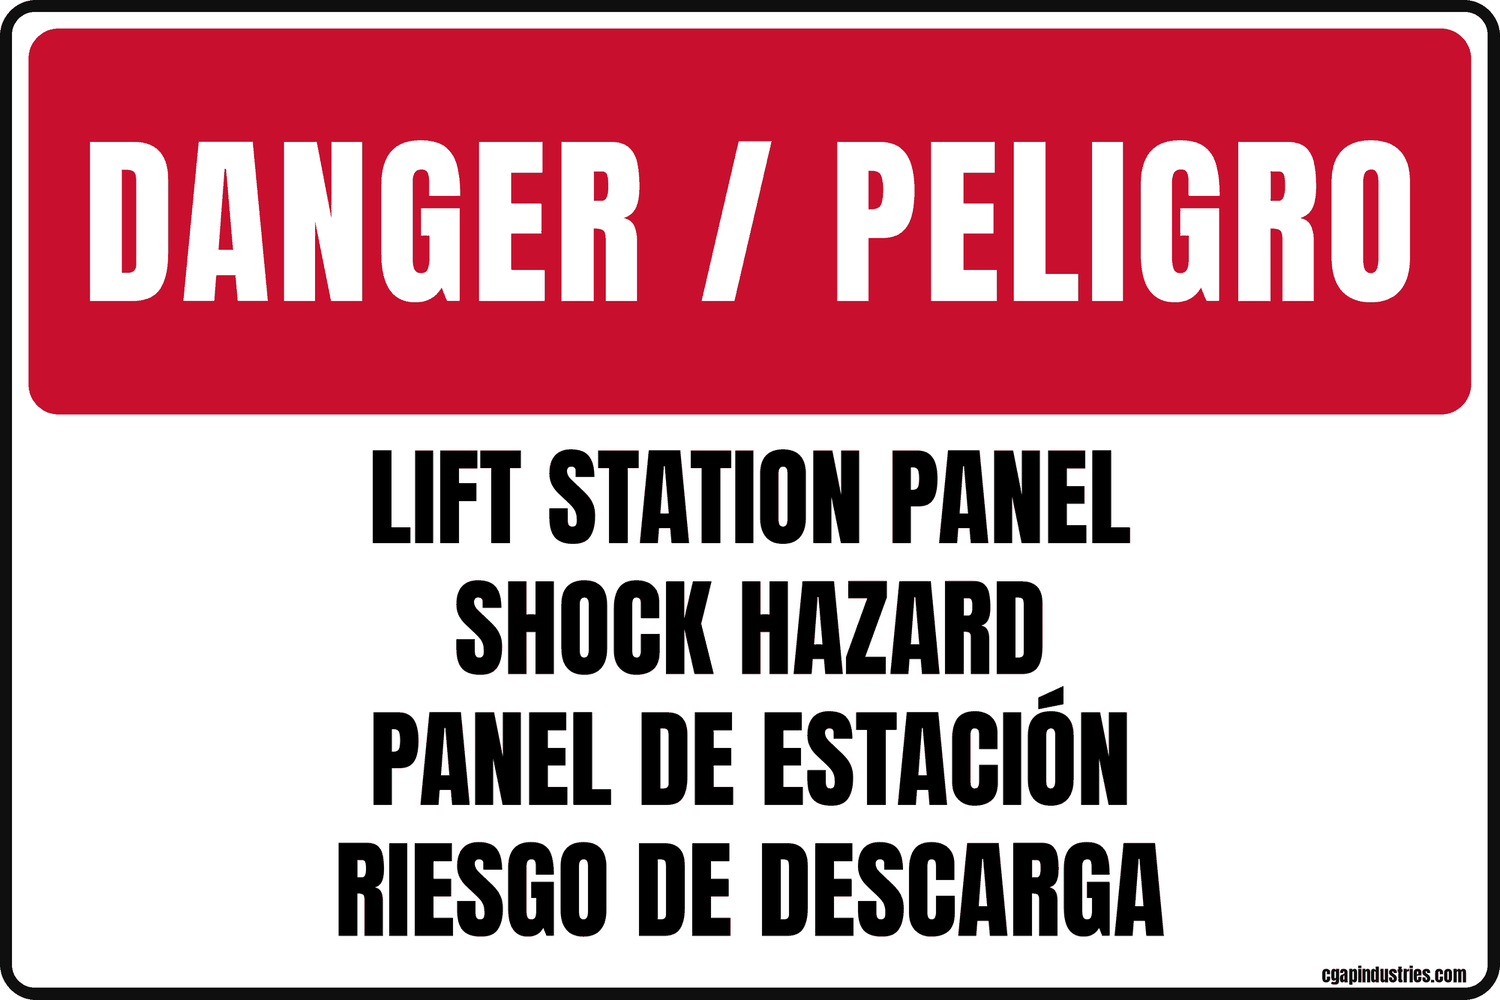 DANGER / PELIGRO
LIFT STATION PANEL
SHOCK HAZARD
PANEL DE ESTACIÓN
RIESGO DE DESCARGA
cgapindustries.com